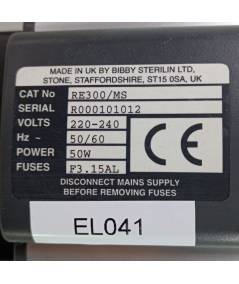 MADE IN UK BY BIBBY STERILIN LTD,
STONE, STAFFORDSHIRE, ST15 0SA, UK
CAT No RE300/MS
SERIAL R000101012
VOLTS 220-240
Hz ~ 50/60
POWER 50W
FUSES F3.15AL
CE
DISCONNECT MAINS SUPPLY
BEFORE REMOVING FUSES
EL041